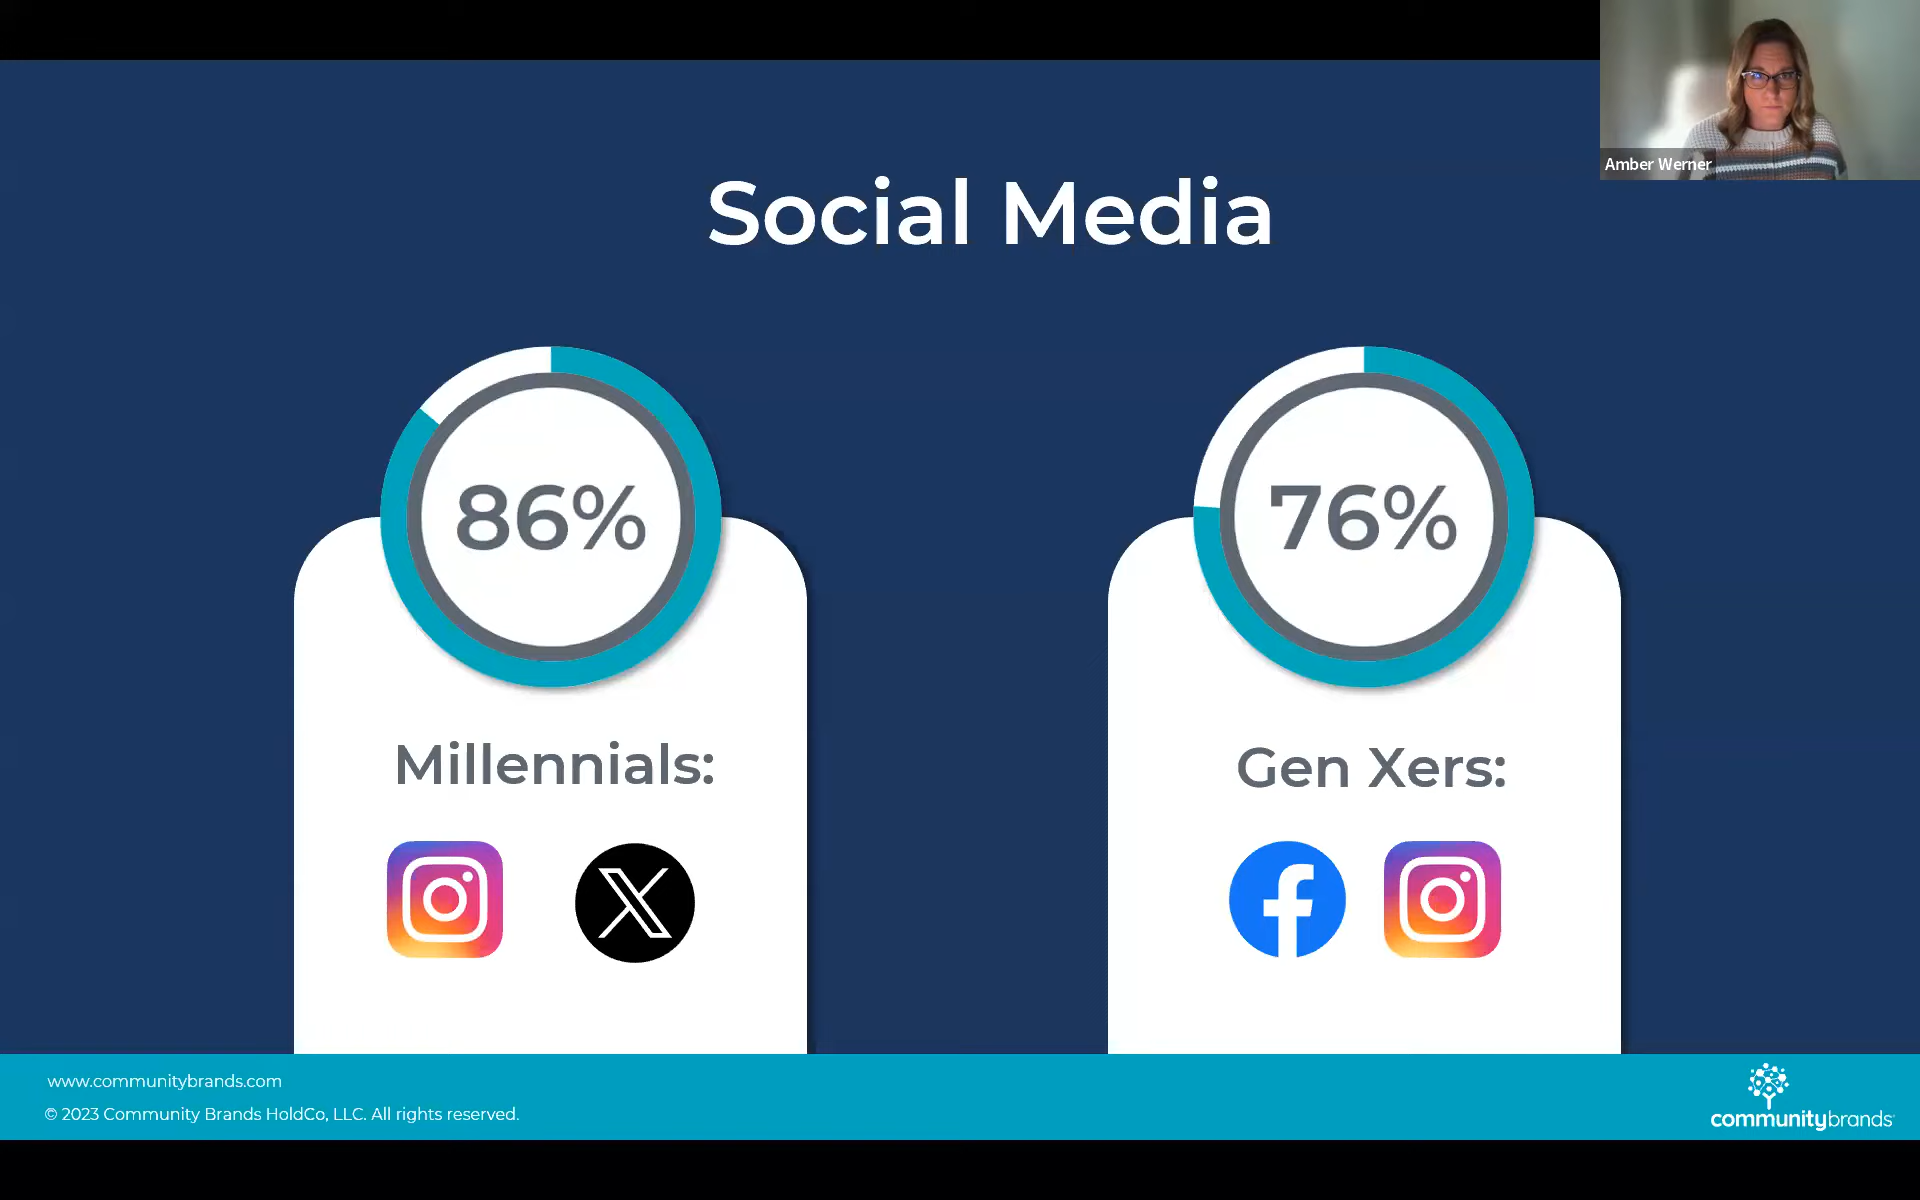 Amber Werner
Social Media
86%
76%
Millennials:
Gen Xers:
www.communitybrands.com
© 2023 Community Brands HoldCo, LLC. All rights reserved.
communitybrands